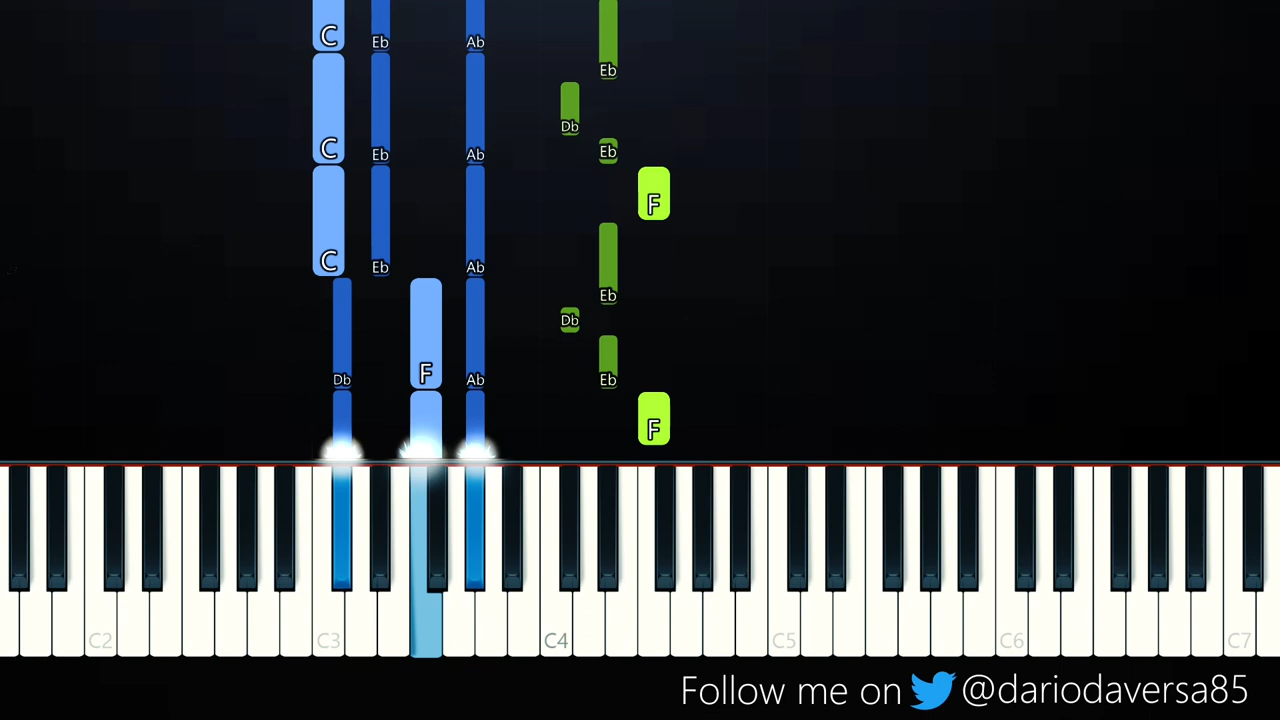 C Eb Ab
Eb
Db
C Eb Ab Eb
F
C Eb Ab
Eb
Db
Db F Ab Eb
F
C2 C3 C4 C5 C6 C7
Follow me on @dariodaversa85